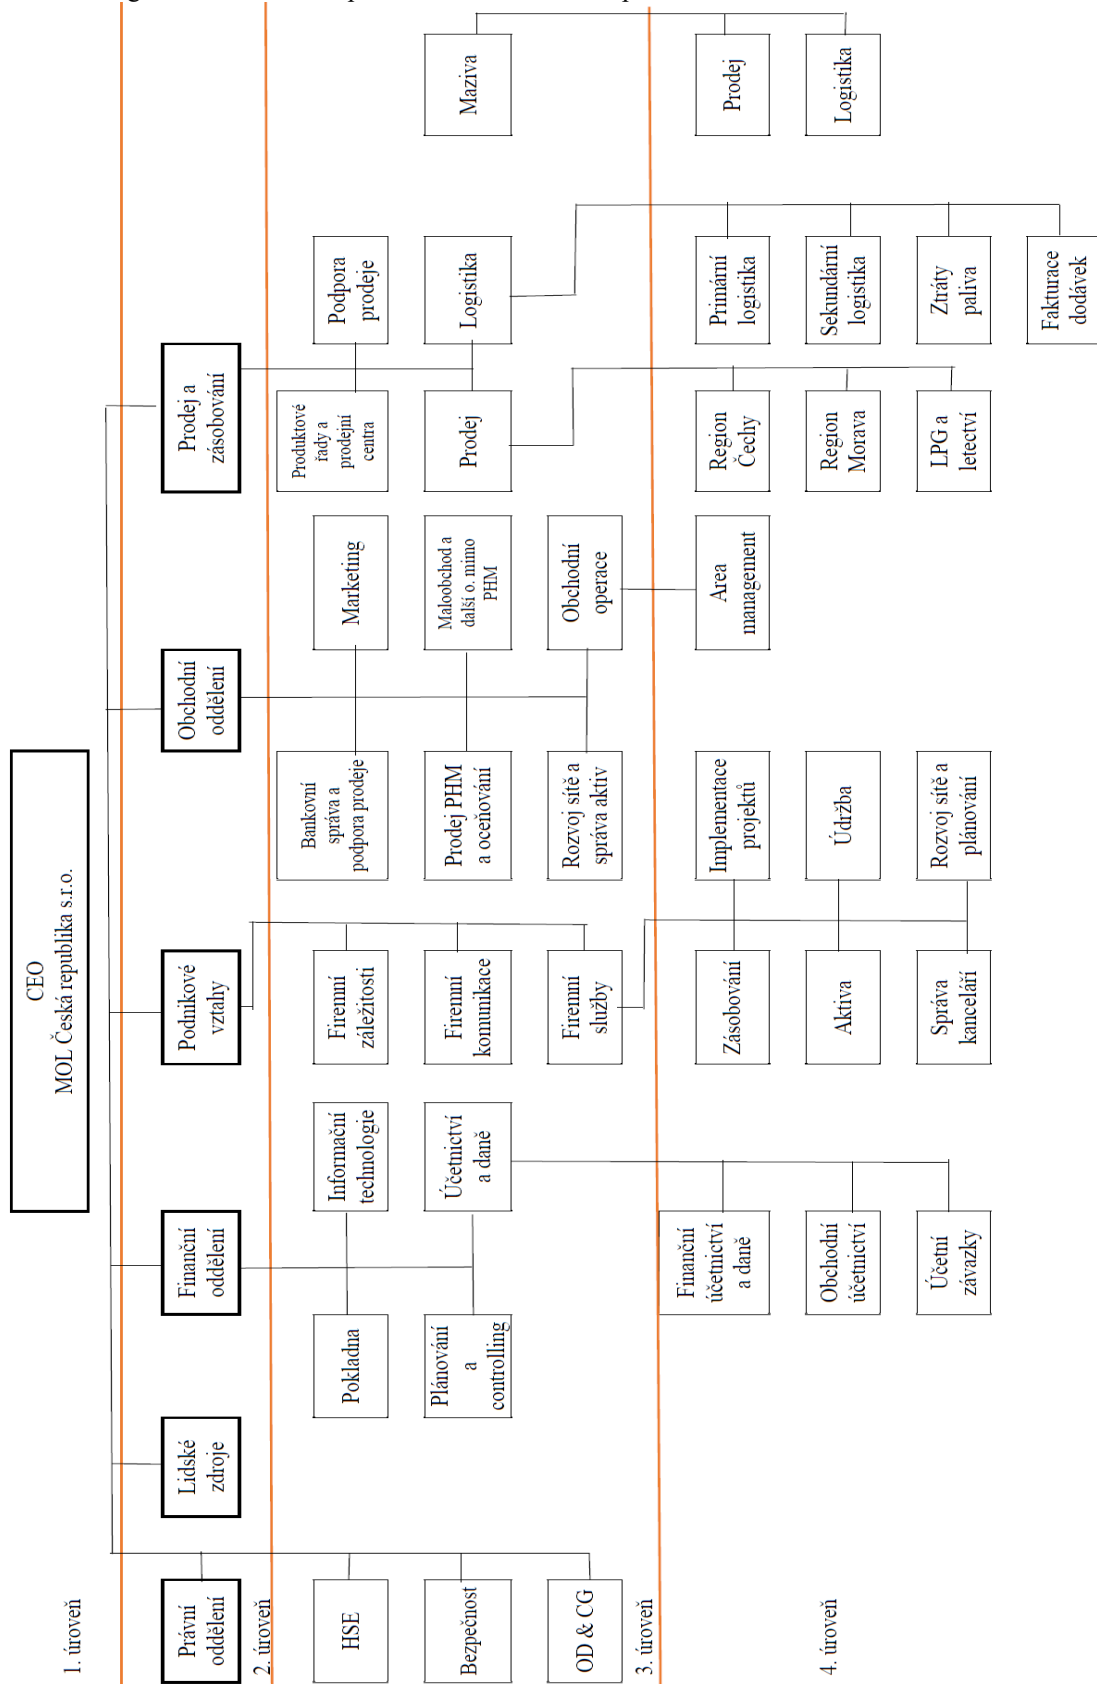 CEO
MOL Česká republika s.r.o.
1. úroveň
Právní
oddělení
Lidské
zdroje
Finanční
oddělení
Podnikové
vztahy
Obchodní
oddělení
Prodej a
zásobování
2. úroveň
HSE
Pokladna
Informační
technologie
Firemní
záležitosti
Bankovní
správa a
podpora prodeje
Marketing
Produktové
řady a
prodejní
centra
Podpora
prodeje
Bezpečnost
Plánování
a
controlling
Účetnictví
a daně
Firemní
komunikace
Prodej PHM
a oceňování
Maloobchod a
další o. mimo
PHM
Prodej
Logistika
Maziva
OD & CG
Firemní
služby
Rozvoj sítě a
správa aktiv
Obchodní
operace
3. úroveň
Finanční
účetnictví
a daně
Zásobování
Implementace
projektů
Area
management
Region
Čechy
Primární
logistika
Prodej
4. úroveň
Obchodní
účetnictví
Aktiva
Údržba
Region
Morava
Sekundární
logistika
Logistika
Účetní
závazky
Správa
kanceláří
Rozvoj sítě a
plánování
LPG a
letectví
Ztráty
paliva
Fakturace
dodávek